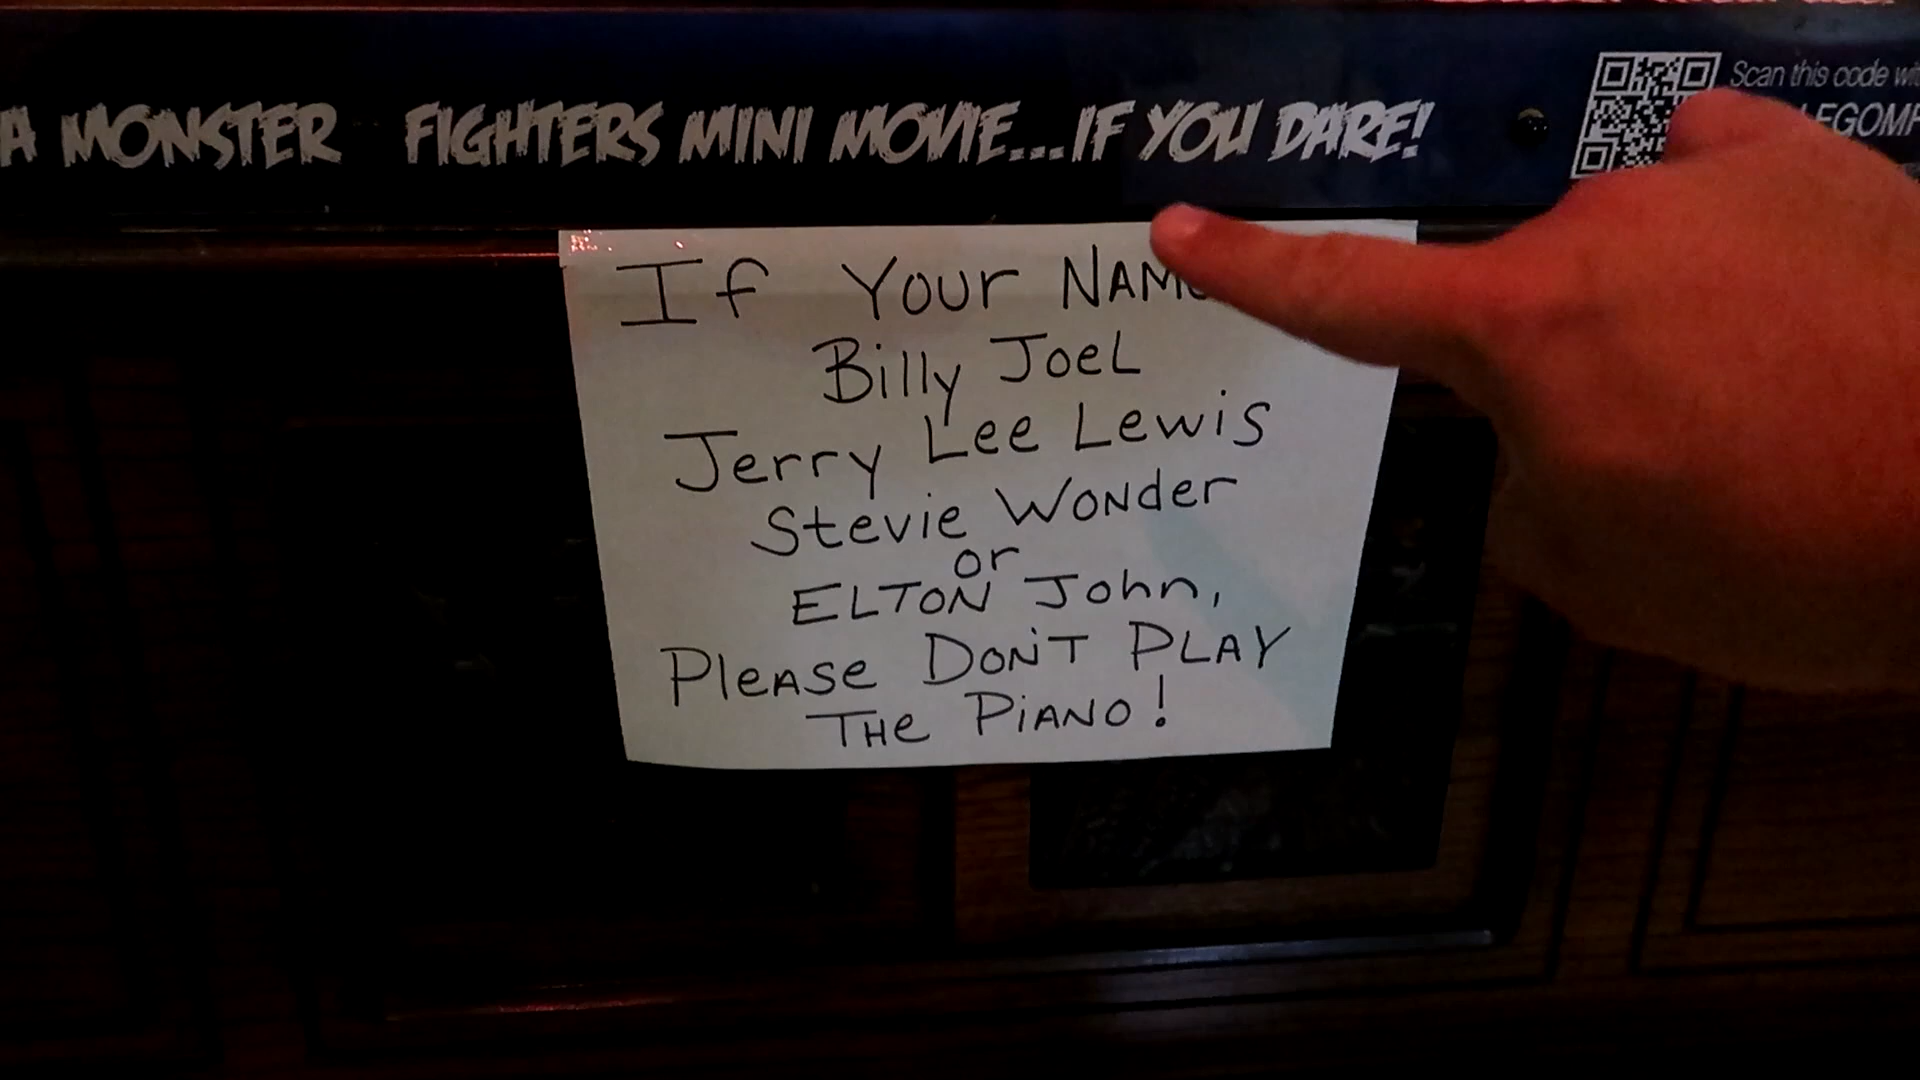 A MONSTER FIGHTERS MINI MOVIE...IF YOU DARE!
Scan this code
If Your NAMe
Billy JoeL
Jerry Lee Lewis
Stevie WONder
or
ELTON John,
PleASe DON'T PLAY
THe PiANO!